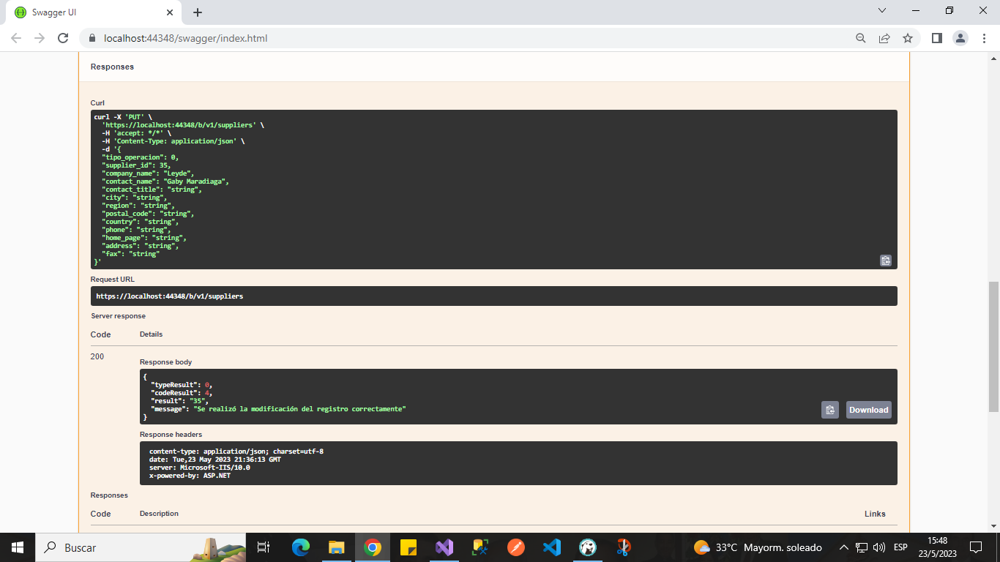 Swagger UI
localhost:44348/swagger/index.html
Responses
Curl
curl -X 'PUT' \
'https://localhost:44348/b/v1/suppliers' \
-H 'accept: */*' \
-H 'Content-Type: application/json' \
-d '{
"tipo_operacion": 0,
"supplier_id": 35,
"company_name": "Leyde",
"contact_name": "Gaby Maradiaga",
"contact_title": "string",
"city": "string",
"region": "string",
"postal_code": "string",
"country": "string",
"phone": "string",
"home_page": "string",
"address": "string",
"fax": "string"
}'
Request URL
https://localhost:44348/b/v1/suppliers
Server response
Code Details
200
Response body
{
"typeResult": 0,
"codeResult": 4,
"result": "35",
"message": "Se realizó la modificación del registro correctamente"
}
Download
Response headers
content-type: application/json; charset=utf-8
date: Tue,23 May 2023 21:36:13 GMT
server: Microsoft-IIS/10.0
x-powered-by: ASP.NET
Responses
Code Description Links
Buscar
33°C Mayorm. soleado
ESP
15:48
23/5/2023